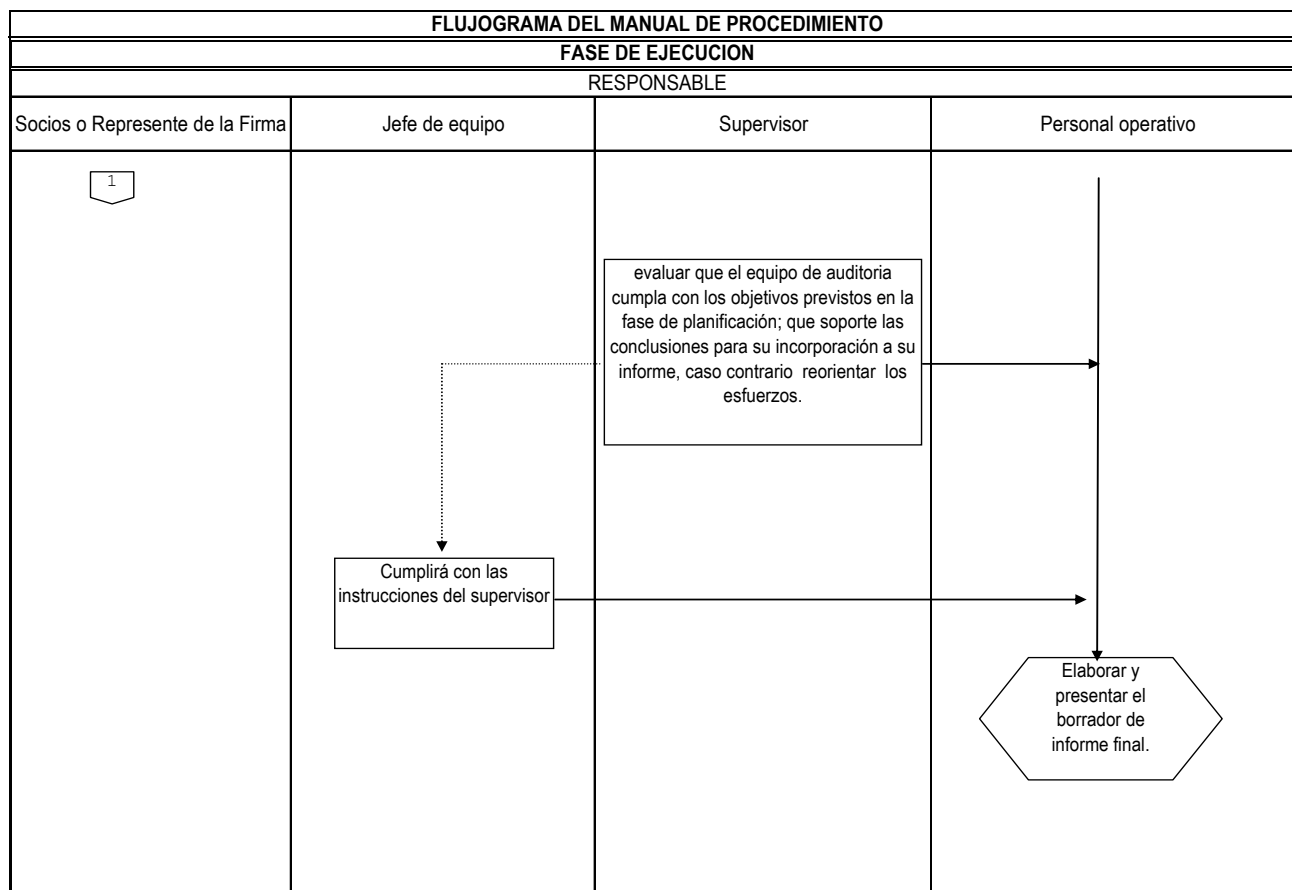 FLUJOGRAMA DEL MANUAL DE PROCEDIMIENTO
FASE DE EJECUCION
RESPONSABLE
Socios o Represente de la Firma
Jefe de equipo
Supervisor
Personal operativo
1
evaluar que el equipo de auditoria
cumpla con los objetivos previstos en la
fase de planificación; que soporte las
conclusiones para su incorporación a su
informe, caso contrario reorientar los
esfuerzos.
Cumplirá con las
instrucciones del supervisor
Elaborar y
presentar el
borrador de
informe final.